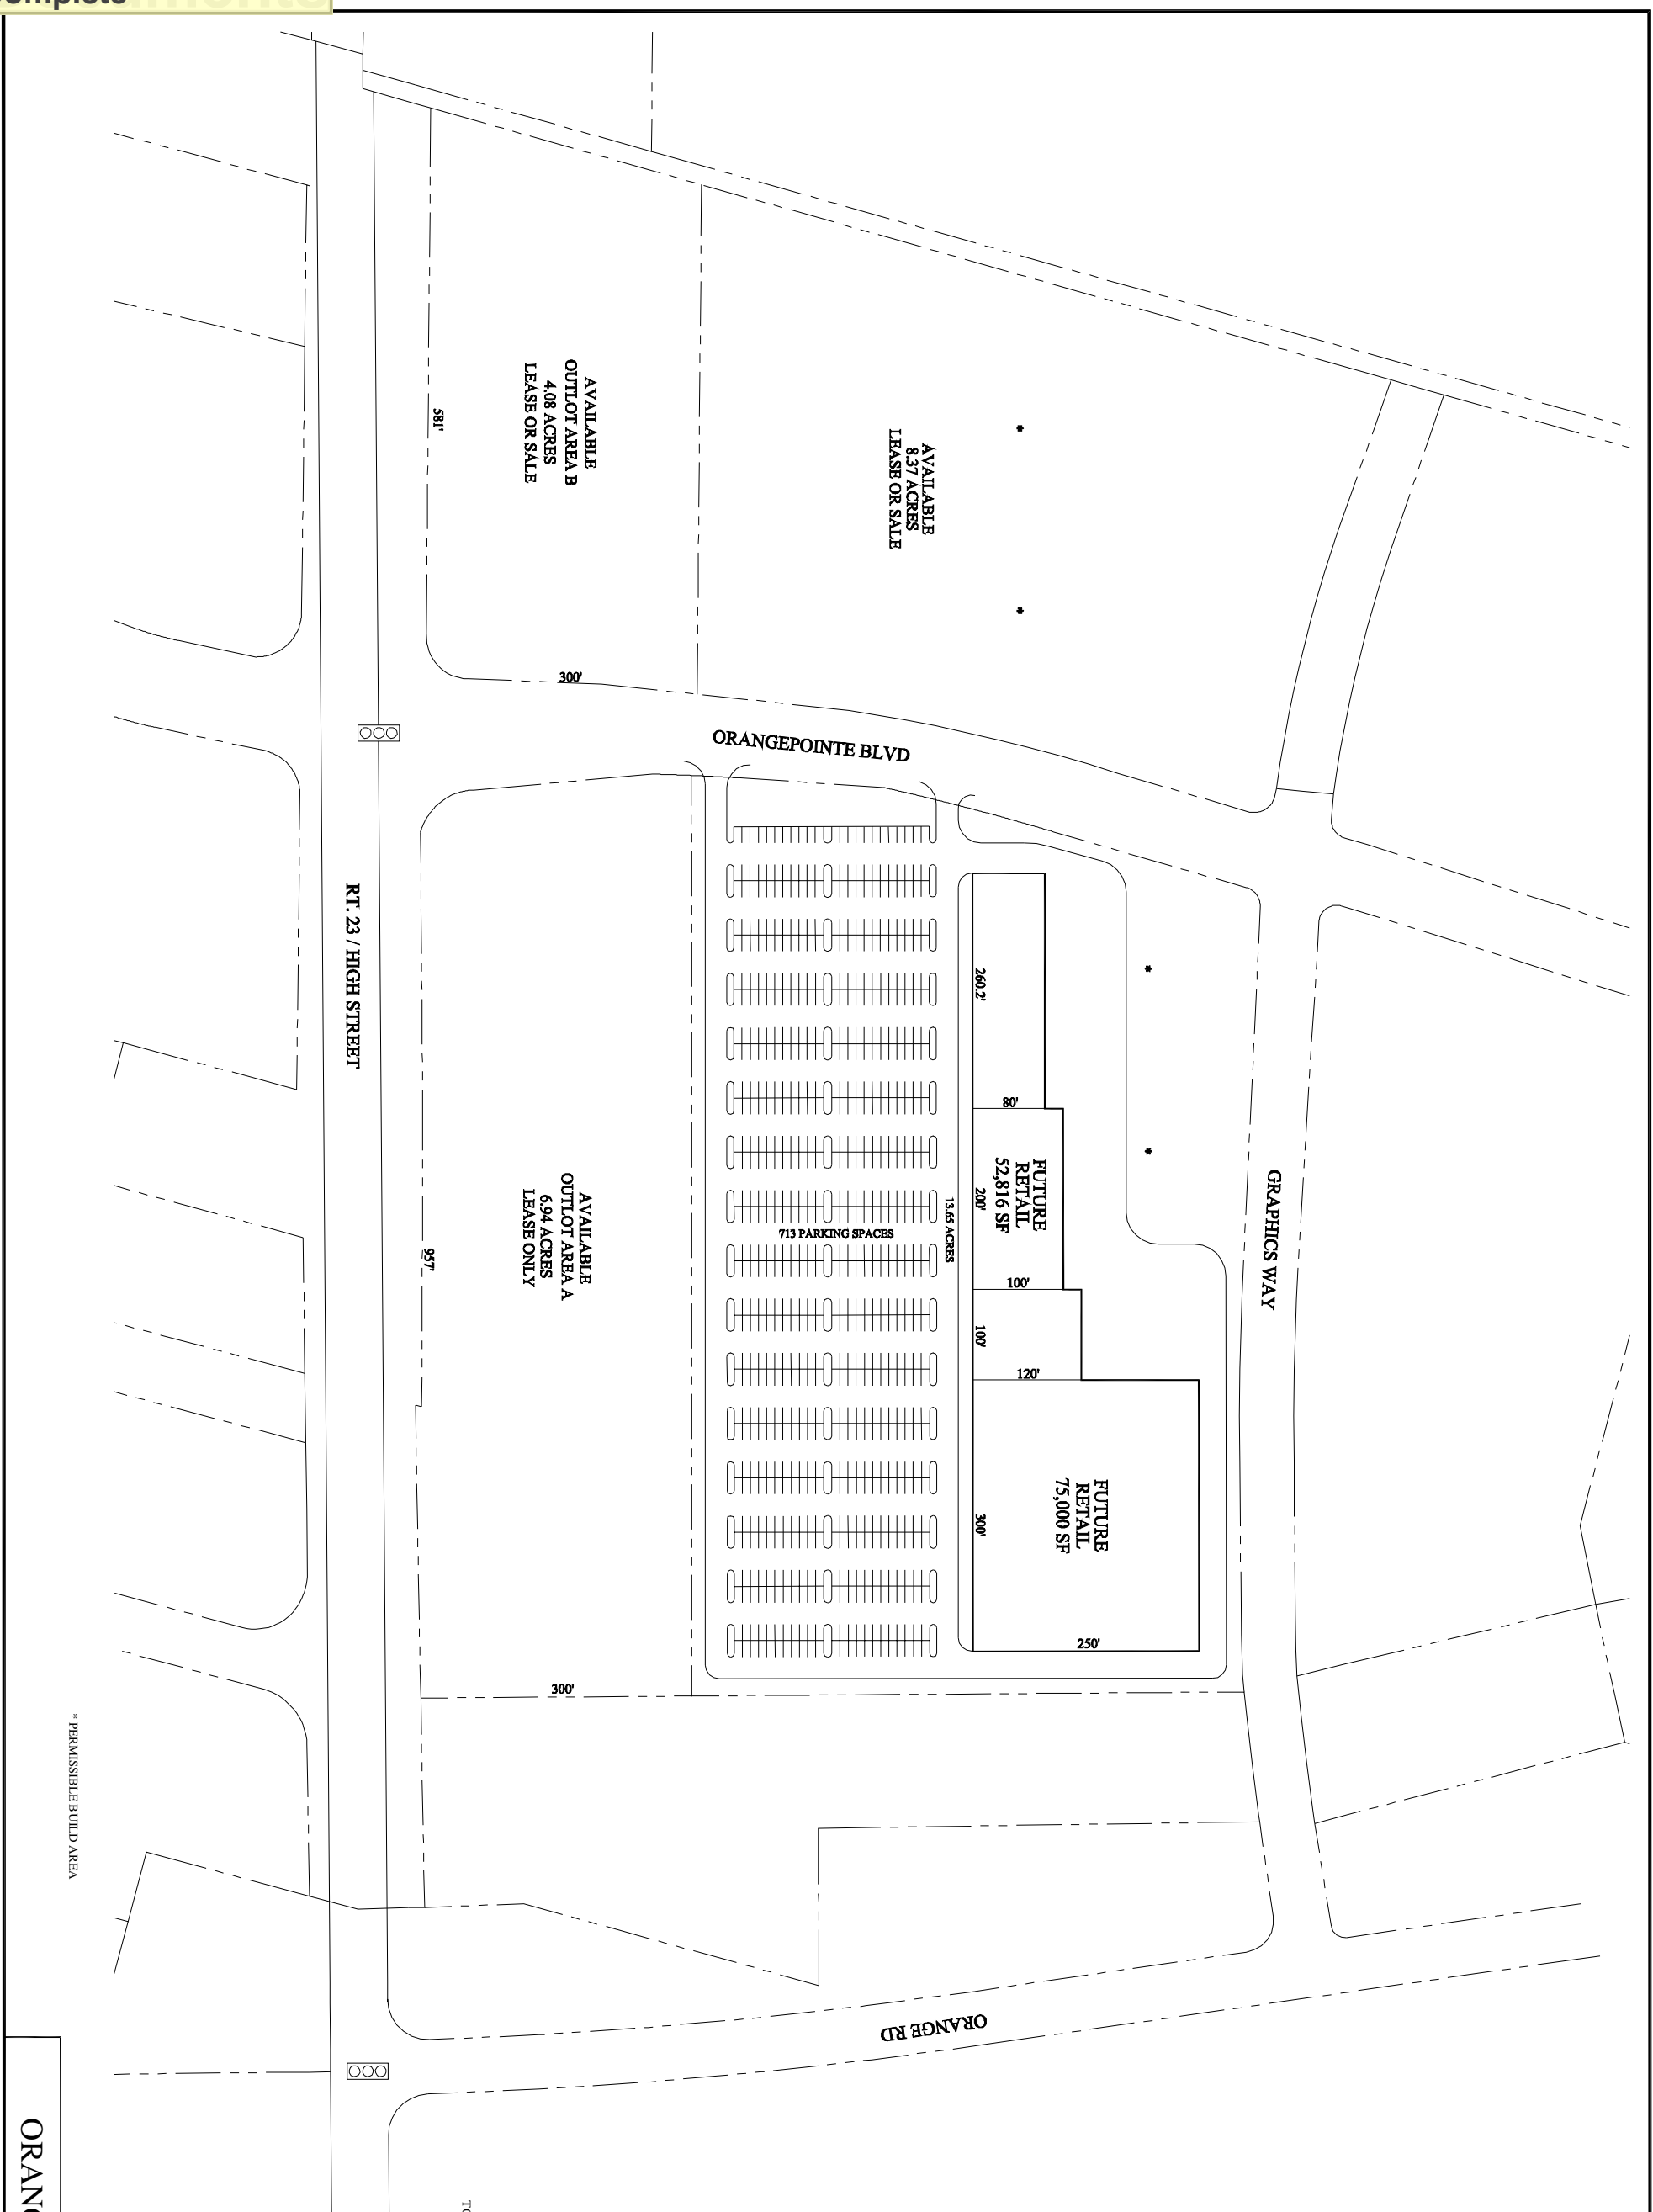 AVAILABLE
8.37 ACRES
LEASE OR SALE
*
*
AVAILABLE
OUTLOT AREA B
4.08 ACRES
LEASE OR SALE
581'
300'
ORANGEPOINTE BLVD
RT. 23 / HIGH STREET
GRAPHICS WAY
*
*
260.2'
80'
FUTURE
RETAIL
52,816 SF
200'
100'
100'
120'
FUTURE
RETAIL
75,000 SF
300'
250'
13.65 ACRES
713 PARKING SPACES
AVAILABLE
OUTLOT AREA A
6.94 ACRES
LEASE ONLY
957'
300'
ORANGE RD
* PERMISSIBLE BUILD AREA